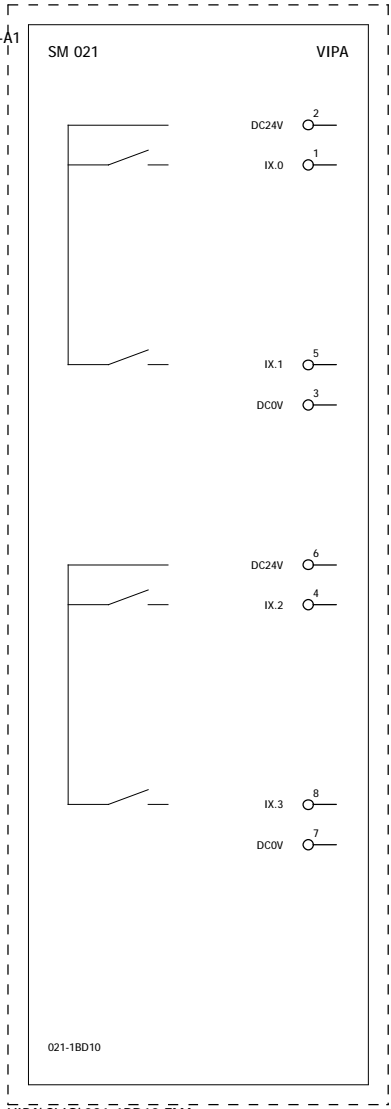 -A1
SM 021 VIPA
DC24V 2
IX.0 1
IX.1 5
DC0V 3
DC24V 6
IX.2 4
IX.3 8
DC0V 7
021-1BD10